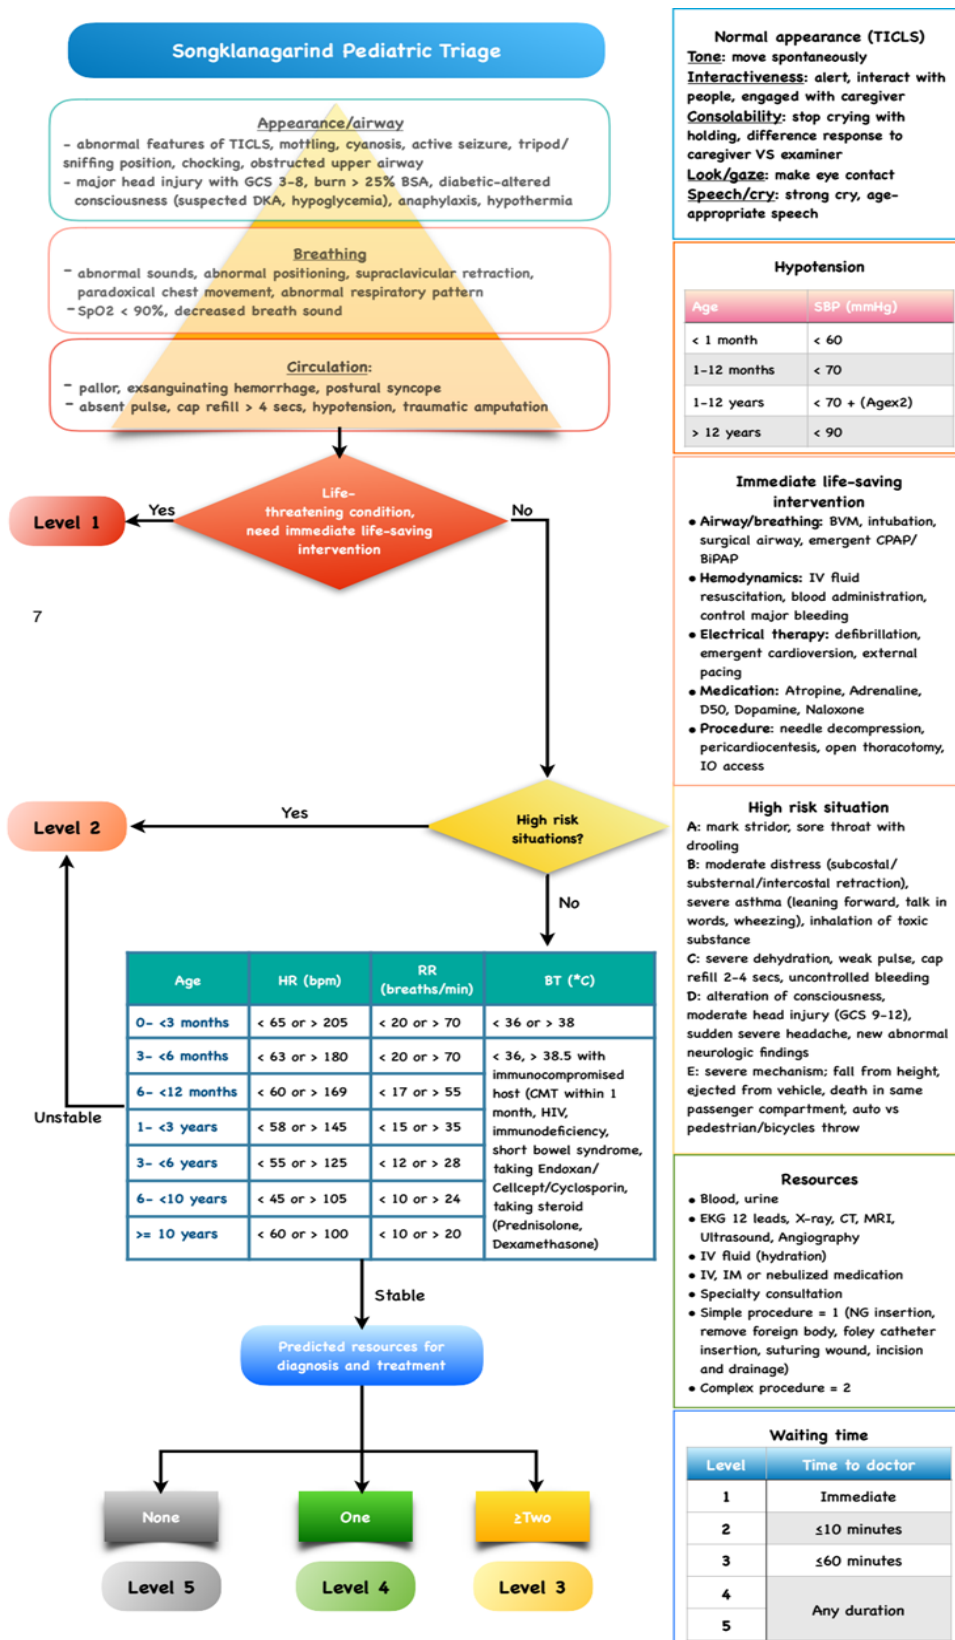 Songklanagarind Pediatric Triage
Appearance/airway
- abnormal features of TICLS, mottling, cyanosis, active seizure, tripod/
sniffing position, chocking, obstructed upper airway
- major head injury with GCS 3-8, burn > 25% BSA, diabetic-altered
consciousness (suspected DKA, hypoglycemia), anaphylaxis, hypothermia
Breathing
- abnormal sounds, abnormal positioning, supraclavicular retraction,
paradoxical chest movement, abnormal respiratory pattern
- SpO2 < 90%, decreased breath sound
Circulation:
- pallor, exsanguinating hemorrhage, postural syncope
- absent pulse, cap refill > 4 secs, hypotension, traumatic amputation
Life-
threatening condition,
need immediate life-saving
intervention
Yes
No
Level 1
7
High risk
situations?
Yes
No
Level 2
Unstable
Age HR (bpm) RR (breaths/min) BT (°C)
0- <3 months < 65 or > 205 < 20 or > 70 < 36 or > 38
3- <6 months < 63 or > 180 < 20 or > 70
6- <12 months < 60 or > 169 < 17 or > 55
1- <3 years < 58 or > 145 < 15 or > 35
3- <6 years < 55 or > 125 < 12 or > 28
6- <10 years < 45 or > 105 < 10 or > 24
>= 10 years < 60 or > 100 < 10 or > 20
< 36, > 38.5 with
immunocompromised
host (CMT within 1
month, HIV,
immunodeficiency,
short bowel syndrome,
taking Endoxan/
Cellcept/Cyclosporin,
taking steroid
(Prednisolone,
Dexamethasone)
Stable
Predicted resources for
diagnosis and treatment
None
One
≥Two
Level 5
Level 4
Level 3
Normal appearance (TICLS)
Tone: move spontaneously
Interactiveness: alert, interact with
people, engaged with caregiver
Consolability: stop crying with
holding, difference response to
caregiver VS examiner
Look/gaze: make eye contact
Speech/cry: strong cry, age-
appropriate speech
Hypotension
Age SBP (mmHg)
< 1 month < 60
1-12 months < 70
1-12 years < 70 + (Agex2)
> 12 years < 90
Immediate life-saving
intervention
• Airway/breathing: BVM, intubation,
surgical airway, emergent CPAP/
BiPAP
• Hemodynamics: IV fluid
resuscitation, blood administration,
control major bleeding
• Electrical therapy: defibrillation,
emergent cardioversion, external
pacing
• Medication: Atropine, Adrenaline,
D50, Dopamine, Naloxone
• Procedure: needle decompression,
pericardiocentesis, open thoracotomy,
IO access
High risk situation
A: mark stridor, sore throat with
drooling
B: moderate distress (subcostal/
substernal/intercostal retraction),
severe asthma (leaning forward, talk in
words, wheezing), inhalation of toxic
substance
C: severe dehydration, weak pulse, cap
refill 2-4 secs, uncontrolled bleeding
D: alteration of consciousness,
moderate head injury (GCS 9-12),
sudden severe headache, new abnormal
neurologic findings
E: severe mechanism; fall from height,
ejected from vehicle, death in same
passenger compartment, auto vs
pedestrian/bicycles throw
Resources
• Blood, urine
• EKG 12 leads, X-ray, CT, MRI,
Ultrasound, Angiography
• IV fluid (hydration)
• IV, IM or nebulized medication
• Specialty consultation
• Simple procedure = 1 (NG insertion,
remove foreign body, foley catheter
insertion, suturing wound, incision
and drainage)
• Complex procedure = 2
Waiting time
Level Time to doctor
1 Immediate
2 ≤10 minutes
3 ≤60 minutes
4
Any duration
5